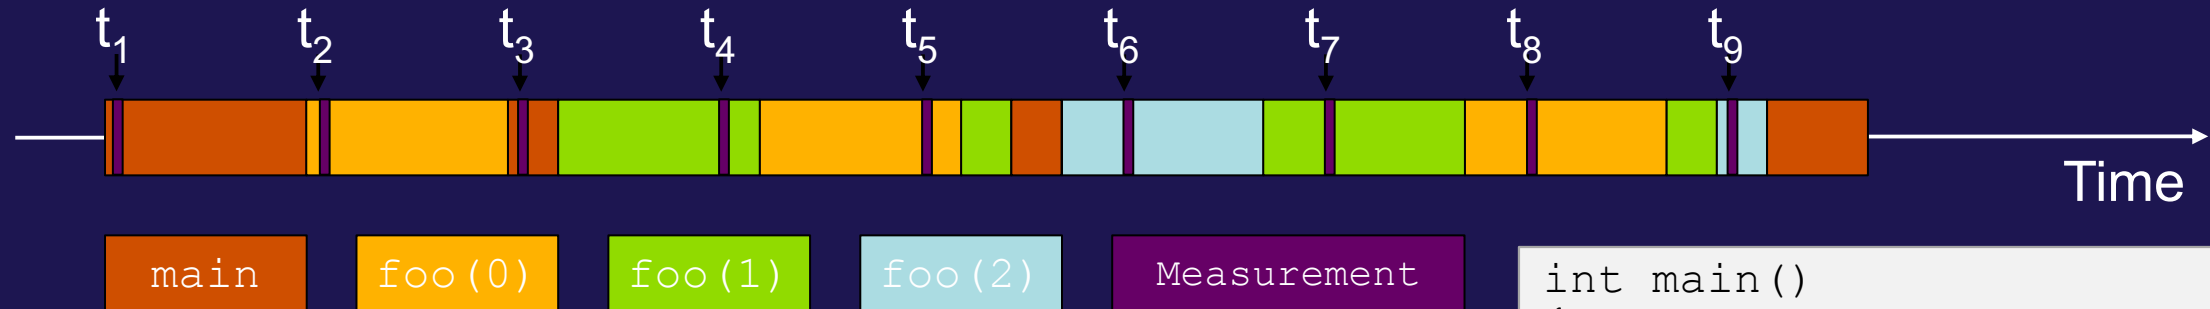 t1 t2 t3 t4 t5 t6 t7 t8 t9
Time
main foo(0) foo(1) foo(2) Measurement
int main()